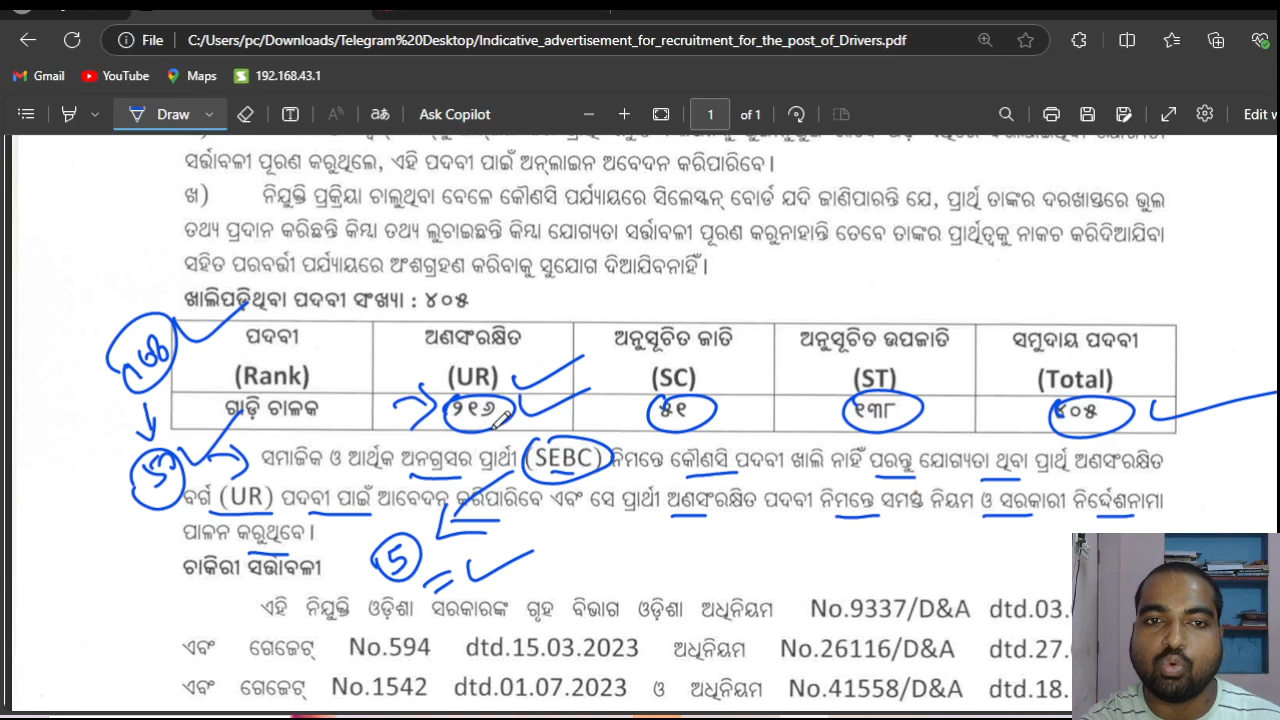 File C:/Users/pc/Downloads/Telegram%20Desktop/Indicative_advertisement_for_recruitment_for_the_post_of_Drivers.pdf
Gmail YouTube Maps S 192.168.43.1
Draw T A aあ Ask Copilot 1 of 1 Edit w
ସର୍ତ୍ତାବଳୀ ପୂରଣ କରୁଥିଲେ, ଏହି ପଦବୀ ପାଇଁ ଅନ୍‌ଲାଇନ ଅବେଦନ କରିପାରିବେ।
ଖ) ନିଯୁକ୍ତି ପ୍ରକ୍ରିୟା ଚାଲୁଥିବା ବେଳେ କୌଣସି ପର୍ଯ୍ୟାୟରେ ସିଲେକ୍ସନ୍ ବୋର୍ଡ ଯଦି ଜାଣିପାରନ୍ତି ଯେ, ପ୍ରାର୍ଥି ତାଙ୍କର ଦରଖାସ୍ତରେ ଭୁଲ
ତଥ୍ୟ ପ୍ରଦାନ କରିଛନ୍ତି କିମ୍ବା ତଥ୍ୟ ଲୁଚାଇଛନ୍ତି କିମ୍ବା ଯୋଗ୍ୟତା ସର୍ତ୍ତାବଳୀ ପୂରଣ କରୁନାହାନ୍ତି ତେବେ ତାଙ୍କର ପ୍ରାର୍ଥିତ୍ୱକୁ ନାକଚ କରିଦିଆଯିବା
ସହିତ ପରବର୍ତ୍ତୀ ପର୍ଯ୍ୟାୟରେ ଅଂଶଗ୍ରହଣ କରିବାକୁ ସୁଯୋଗ ଦିଆଯିବନାହିଁ।
ଖାଲିପଡ଼ିଥିବା ପଦବୀ ସଂଖ୍ୟା : ୪୦୫
ପଦବୀ ଅଣସଂରକ୍ଷିତ ଅନୁସୂଚିତ ଜାତି ଅନୁସୂଚିତ ଉପଜାତି ସମୁଦାୟ ପଦବୀ
(Rank) (UR) (SC) (ST) (Total)
ଗାଡ଼ି ଚାଳକ ୨୧୬ ୫୧ ୧୩୮ ୪୦୫
ସମାଜିକ ଓ ଆର୍ଥିକ ଅନଗ୍ରସର ପ୍ରାର୍ଥୀ (SEBC) ନିମନ୍ତେ କୌଣସି ପଦବୀ ଖାଲି ନାହିଁ ପରନ୍ତୁ ଯୋଗ୍ୟତା ଥିବା ପ୍ରାର୍ଥି ଅଣସଂରକ୍ଷିତ
ବର୍ଗ (UR) ପଦବୀ ପାଇଁ ଆବେଦନ କରିପାରିବେ ଏବଂ ସେ ପ୍ରାର୍ଥୀ ଅଣସଂରକ୍ଷିତ ପଦବୀ ନିମନ୍ତେ ସମସ୍ତ ନିୟମ ଓ ସରକାରୀ ନିର୍ଦ୍ଦେଶନାମା
ପାଳନ କରୁଥିବେ।
5
ଚାକିରୀ ସର୍ତ୍ତାବଳୀ
ଏହି ନିଯୁକ୍ତି ଓଡ଼ିଶା ସରକାରଙ୍କ ଗୃହ ବିଭାଗ ଓଡ଼ିଶା ଅଧିନିୟମ No.9337/D&A dtd.03.
ଏବଂ ଗେଜେଟ୍ No.594 dtd.15.03.2023 ଅଧିନିୟମ No.26116/D&A dtd.27.
ଏବଂ ଗେଜେଟ୍ No.1542 dtd.01.07.2023 ଓ ଅଧିନିୟମ No.41558/D&A dtd.18.